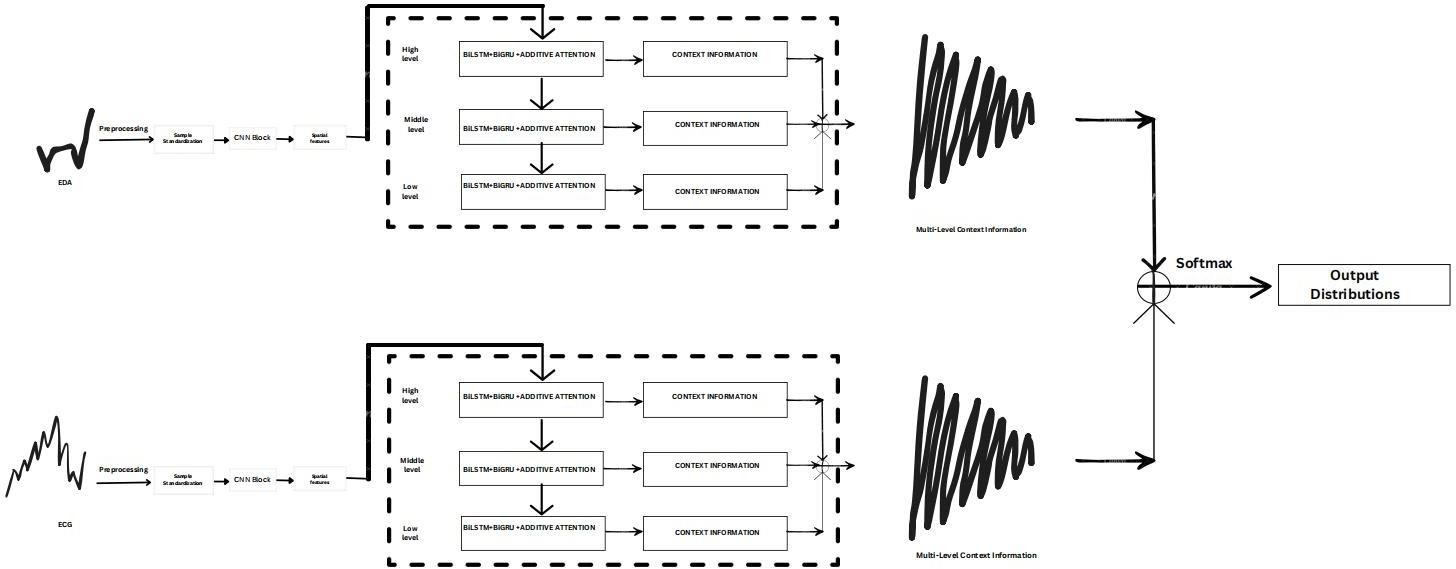 High
level
BiLSTM+BiGRU +ADDITIVE ATTENTION
CONTEXT INFORMATION
Preprocessing
Sample
Standardization
CNN Block
Spatial
features
EDA
Middle
level
BiLSTM+BiGRU +ADDITIVE ATTENTION
CONTEXT INFORMATION
Low
level
BiLSTM+BiGRU +ADDITIVE ATTENTION
CONTEXT INFORMATION
Multi-Level Context Information
Softmax
Output
Distributions
High
level
BiLSTM+BiGRU +ADDITIVE ATTENTION
CONTEXT INFORMATION
Preprocessing
Sample
Standardization
CNN Block
Spatial
features
ECG
Middle
level
BiLSTM+BiGRU +ADDITIVE ATTENTION
CONTEXT INFORMATION
Low
level
BiLSTM+BiGRU +ADDITIVE ATTENTION
CONTEXT INFORMATION
Multi-Level Context Information